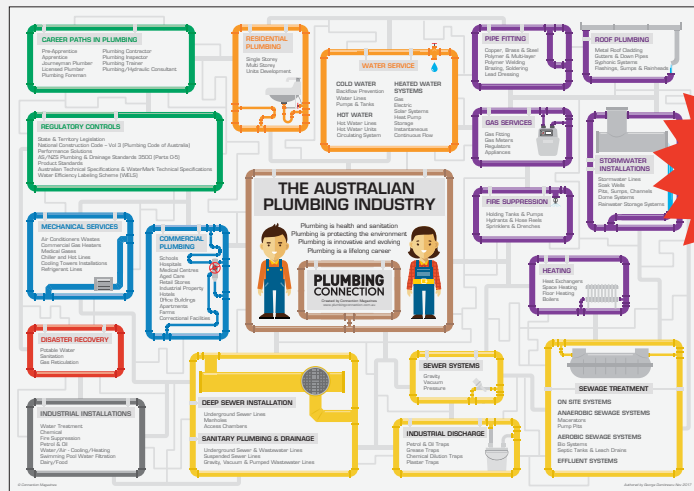 CAREER PATHS IN PLUMBING
Pre-Apprentice
Apprentice
Journeyman Plumber
Licensed Plumber
Plumbing Foreman
Plumbing Contractor
Plumbing Inspector
Plumbing Trainer
Plumbing/Hydraulic Consultant
RESIDENTIAL
PLUMBING
Single Storey
Multi Storey
Units Development
WATER SERVICE
COLD WATER
Backflow Prevention
Water Lines
Pumps & Tanks
HOT WATER
Hot Water Lines
Hot Water Units
Circulating System
HEATED WATER
SYSTEMS
Gas
Electric
Solar Systems
Heat Pump
Storage
Instantaneous
Continuous Flow
PIPE FITTING
Copper, Brass & Steel
Polymer & Multi-layer
Polymer Welding
Brazing, Soldering
Lead Dressing
ROOF PLUMBING
Metal Roof Cladding
Gutters & Down Pipes
Syphonic Systems
Flashings, Sumps & Rainheads
REGULATORY CONTROLS
State & Territory Legislation
National Construction Code - Vol 3 (Plumbing Code of Australia)
Performance Solutions
AS/NZS Plumbing & Drainage Standards 3500 (Parts 0-5)
Product Standards
Australian Technical Specifications & WaterMark Technical Specifications
Water Efficiency Labeling Scheme (WELS)
GAS SERVICES
Gas Fitting
Gas Meters
Regulators
Appliances
STORMWATER
INSTALLATIONS
Stormwater Lines
Soak Wells
Pits, Sumps, Channels
Dome Systems
Rainwater Storage Systems
THE AUSTRALIAN
PLUMBING INDUSTRY
Plumbing is health and sanitation
Plumbing is protecting the environment
Plumbing is innovative and evolving
Plumbing is a lifelong career
PLUMBING
CONNECTION
Created by Connection Magazines
www.plumbingconnection.com.au
FIRE SUPPRESSION
Holding Tanks & Pumps
Hydrants & Hose Reels
Sprinklers & Drenches
MECHANICAL SERVICES
Air Conditioners Wastes
Commercial Gas Heaters
Medical Gases
Chiller and Hot Lines
Cooling Towers Installations
Refrigerant Lines
COMMERCIAL
PLUMBING
Schools
Hospitals
Medical Centres
Aged Care
Retail Stores
Industrial Property
Hotels
Office Buildings
Apartments
Farms
Correctional Facilities
HEATING
Heat Exchangers
Space Heating
Floor Heating
Boilers
DISASTER RECOVERY
Potable Water
Sanitation
Gas Reticulation
DEEP SEWER INSTALLATION
Underground Sewer Lines
Manholes
Access Chambers
SANITARY PLUMBING & DRAINAGE
Underground Sewer & Wastewater Lines
Suspended Sewer Lines
Gravity, Vacuum & Pumped Wastewater Lines
SEWER SYSTEMS
Gravity
Vacuum
Pressure
SEWAGE TREATMENT
ON SITE SYSTEMS
ANAEROBIC SEWAGE SYSTEMS
Macerators
Pump Pits
AEROBIC SEWAGE SYSTEMS
Bio Systems
Septic Tanks & Leach Drains
EFFLUENT SYSTEMS
INDUSTRIAL INSTALLATIONS
Water Treatment
Chemical
Fire Suppression
Petrol & Oil
Water/Air - Cooling/Heating
Swimming Pool Water Filtration
Dairy/Food
INDUSTRIAL DISCHARGE
Petrol & Oil Traps
Grease Traps
Chemical Dilution Traps
Plaster Traps
© Connection Magazines